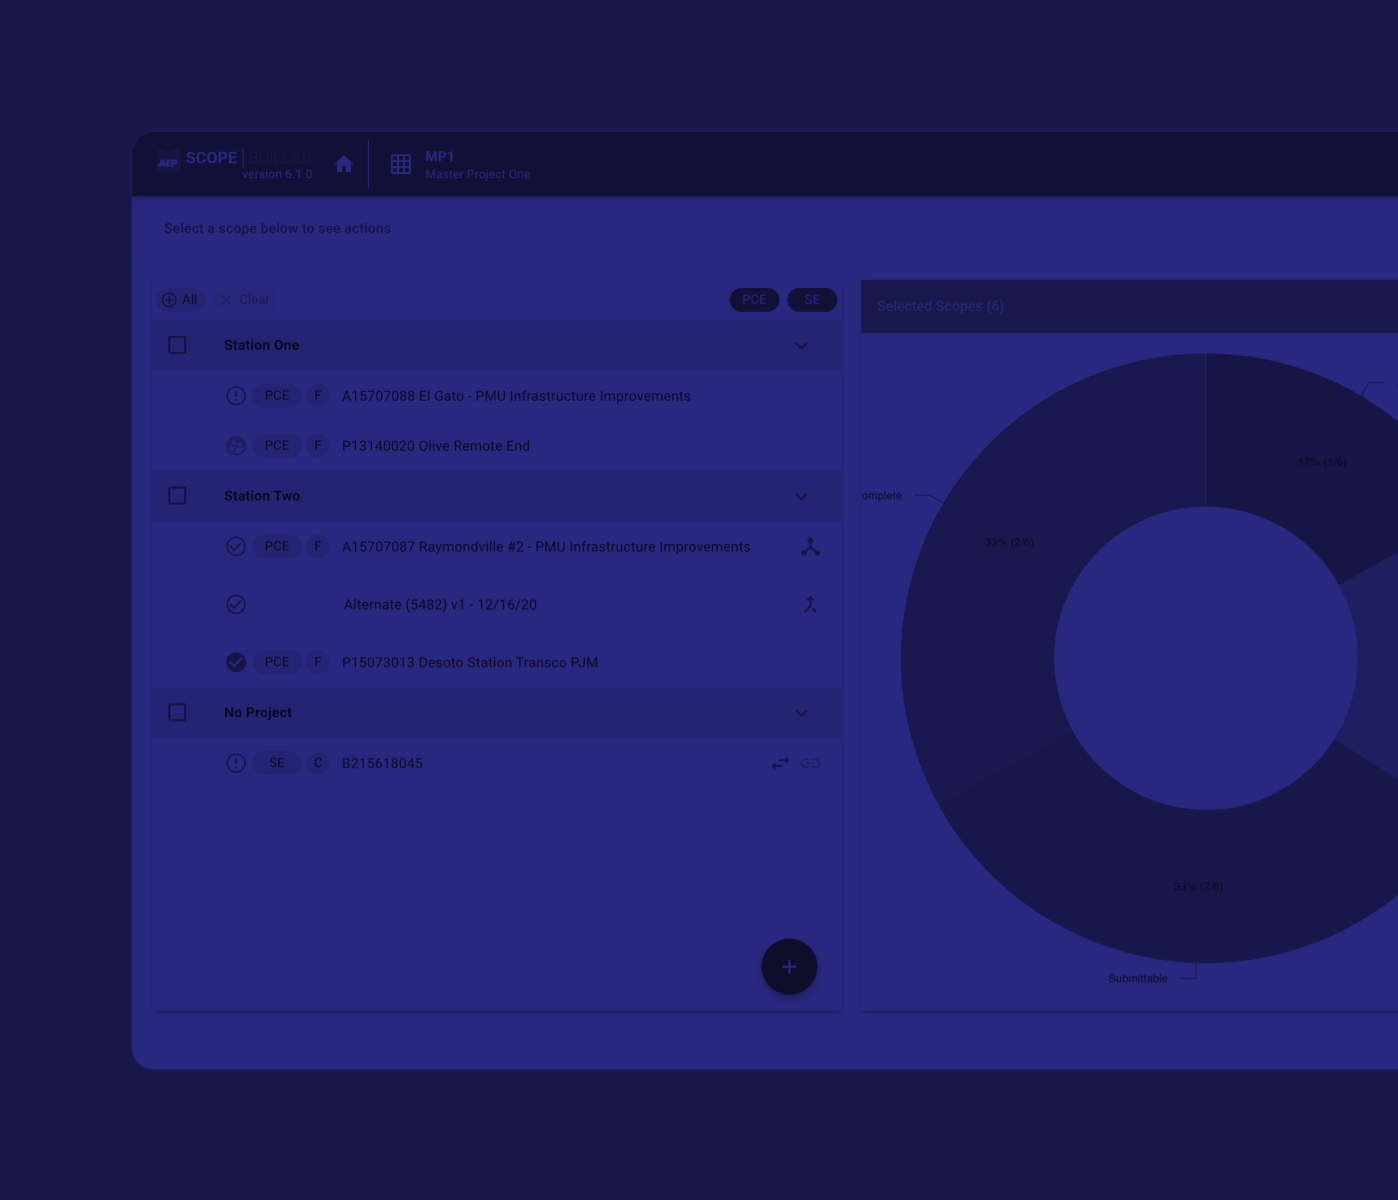 AEP SCOPE BUILDER
version 6.1.0
MP1
Master Project One
Select a scope below to see actions
All Clear PCE SE
Station One
PCE F A15707088 El Gato - PMU Infrastructure Improvements
PCE F P13140020 Olive Remote End
Station Two
PCE F A15707087 Raymondville #2 - PMU Infrastructure Improvements
Alternate (5482) v1 - 12/16/20
PCE F P15073013 Desoto Station Transco PJM
No Project
SE C B215618045
Selected Scopes (6)
17% (1/6)
omplete
33% (2/6)
33% (2/6)
Submittable